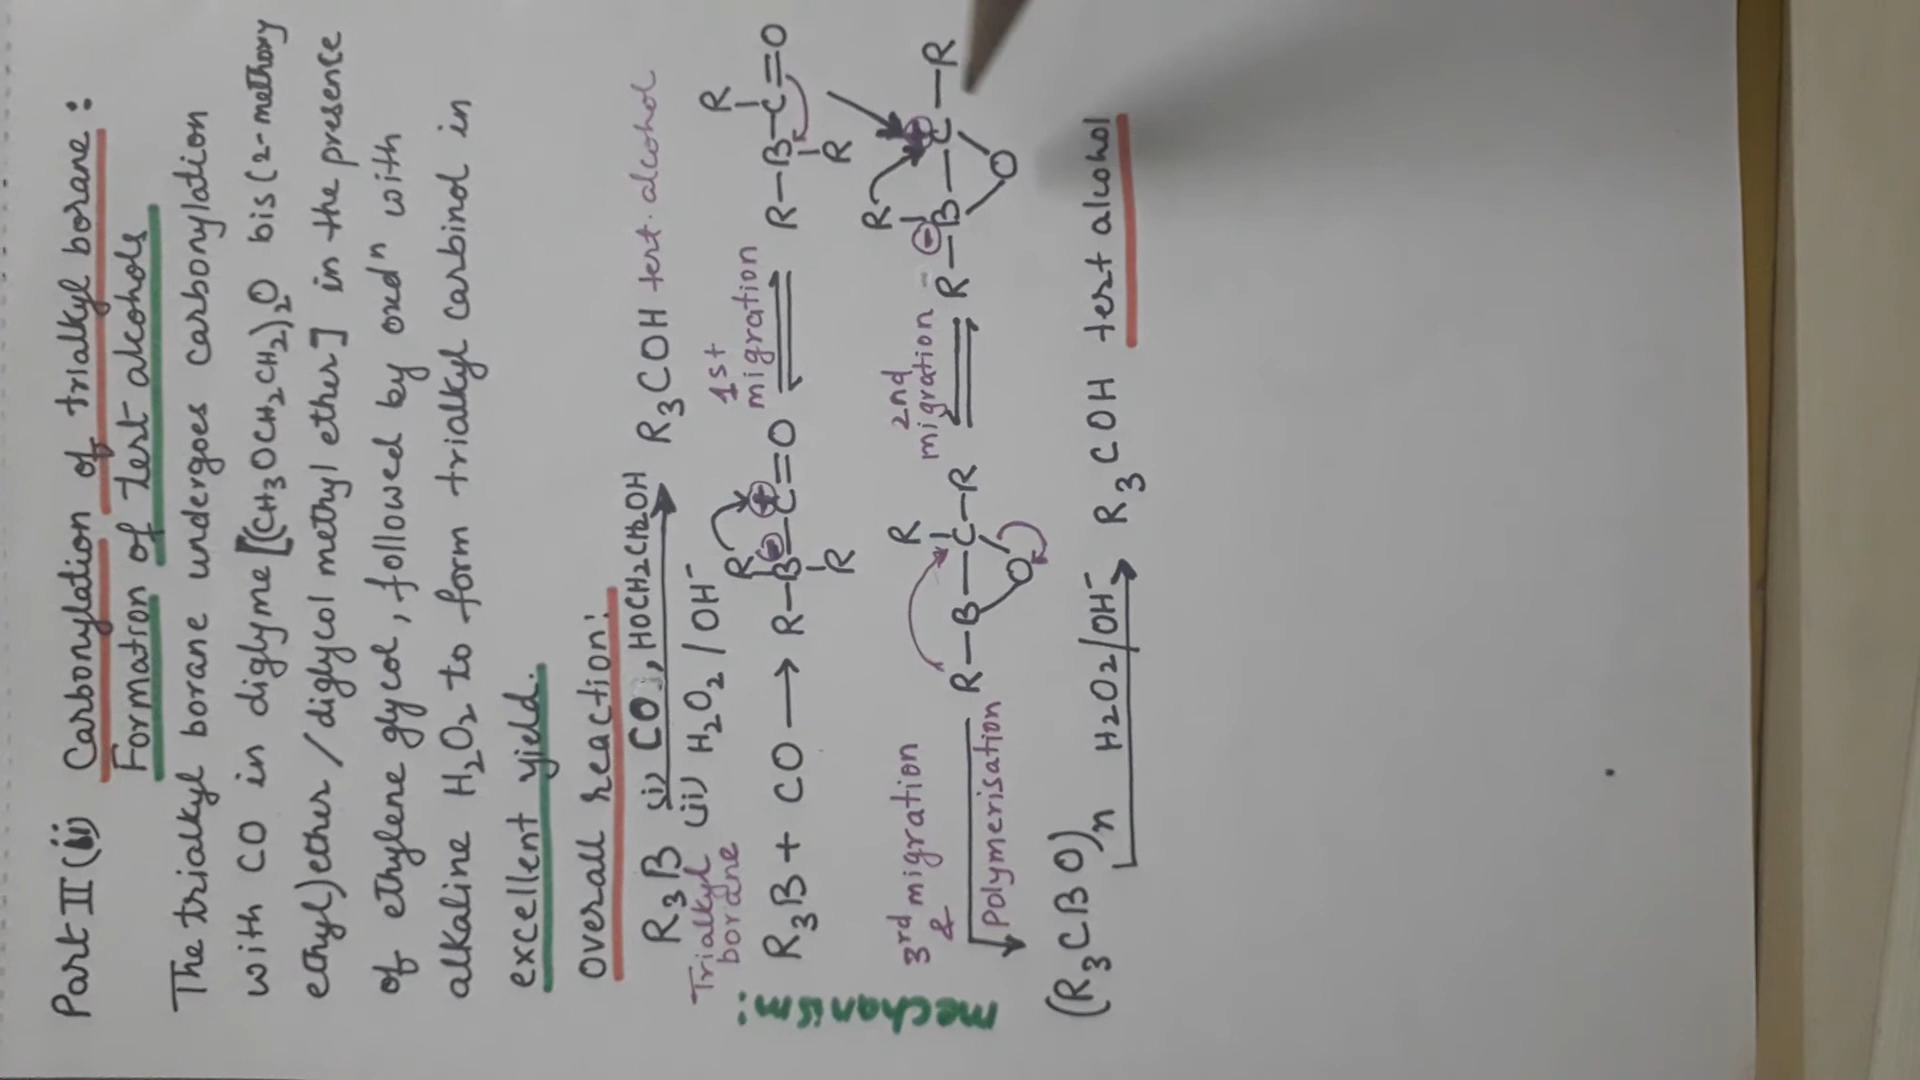 Part II (ii) Carbonylation of trialkyl borane:
Formation of tert alcohols
The trialkyl borane undergoes carbonylation
with CO in diglyme [(CH3OCH2CH2)2O bis(2-methoxy
ethyl)ether/diglycol methyl ether] in the presence
of ethylene glycol, followed by oxdⁿ with
alkaline H2O2 to form trialkyl carbinol in
excellent yield.
overall reaction:
R3B (i) CO, HOCH2CH2OH R3COH tert. alcohol
Trialkyl borane (ii) H2O2 / OH⁻
mechanism:
R3B + CO ⟶ R—B(R)(R)⊖—C⊕=O ⇌ 1st migration R—B(R)—C(R)=O
3rd migration & Polymerisation R—B—C(R)—R O 2nd migration ⇌ R—B⊖(R)—C⊕—R O
(R3CBO)n H2O2/OH⁻ ⟶ R3COH tert alcohol